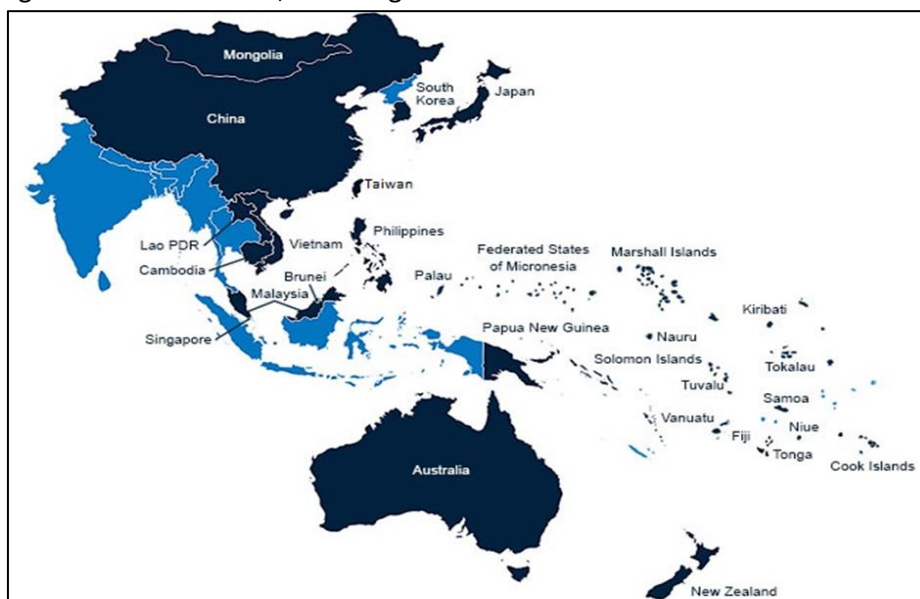 Mongolia
South
Korea
Japan
China
Taiwan
Lao PDR
Vietnam
Philippines
Cambodia
Federated States
of Micronesia
Marshall Islands
Brunei
Palau
Malaysia
Kiribati
Singapore
Papua New Guinea
Nauru
Solomon Islands
Tokalau
Tuvalu
Samoa
Vanuatu
Niue
Fiji
Tonga
Cook Islands
Australia
New Zealand